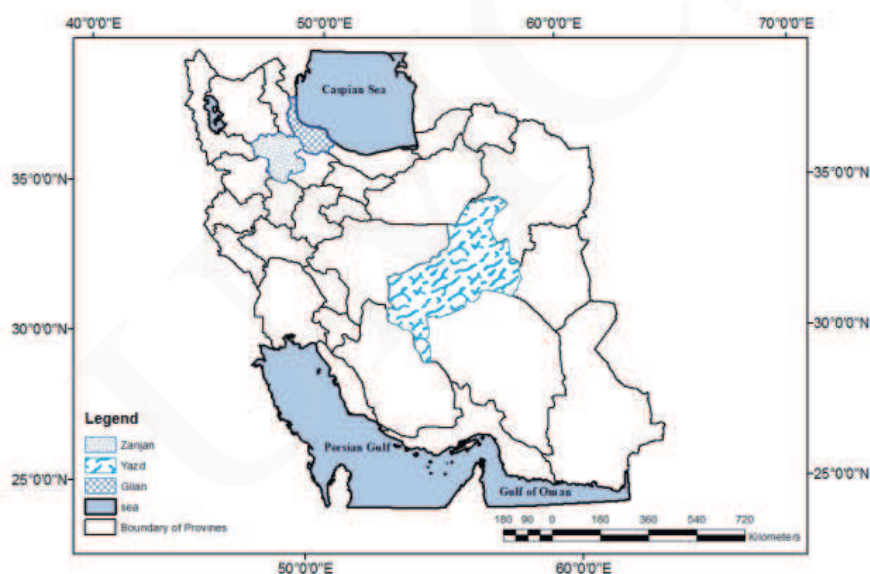 40°0'0"E 50°0'0"E 60°0'0"E 70°0'0"E
Caspian Sea
35°0'0"N 35°0'0"N
30°0'0"N 30°0'0"N
Legend
Zanjan
Yazd
Gilan
sea
Boundary of Provines
Persian Gulf
Gulf of Oman
25°0'0"N 25°0'0"N
180 90 0 180 360 540 720
Kilometers
50°0'0"E 60°0'0"E